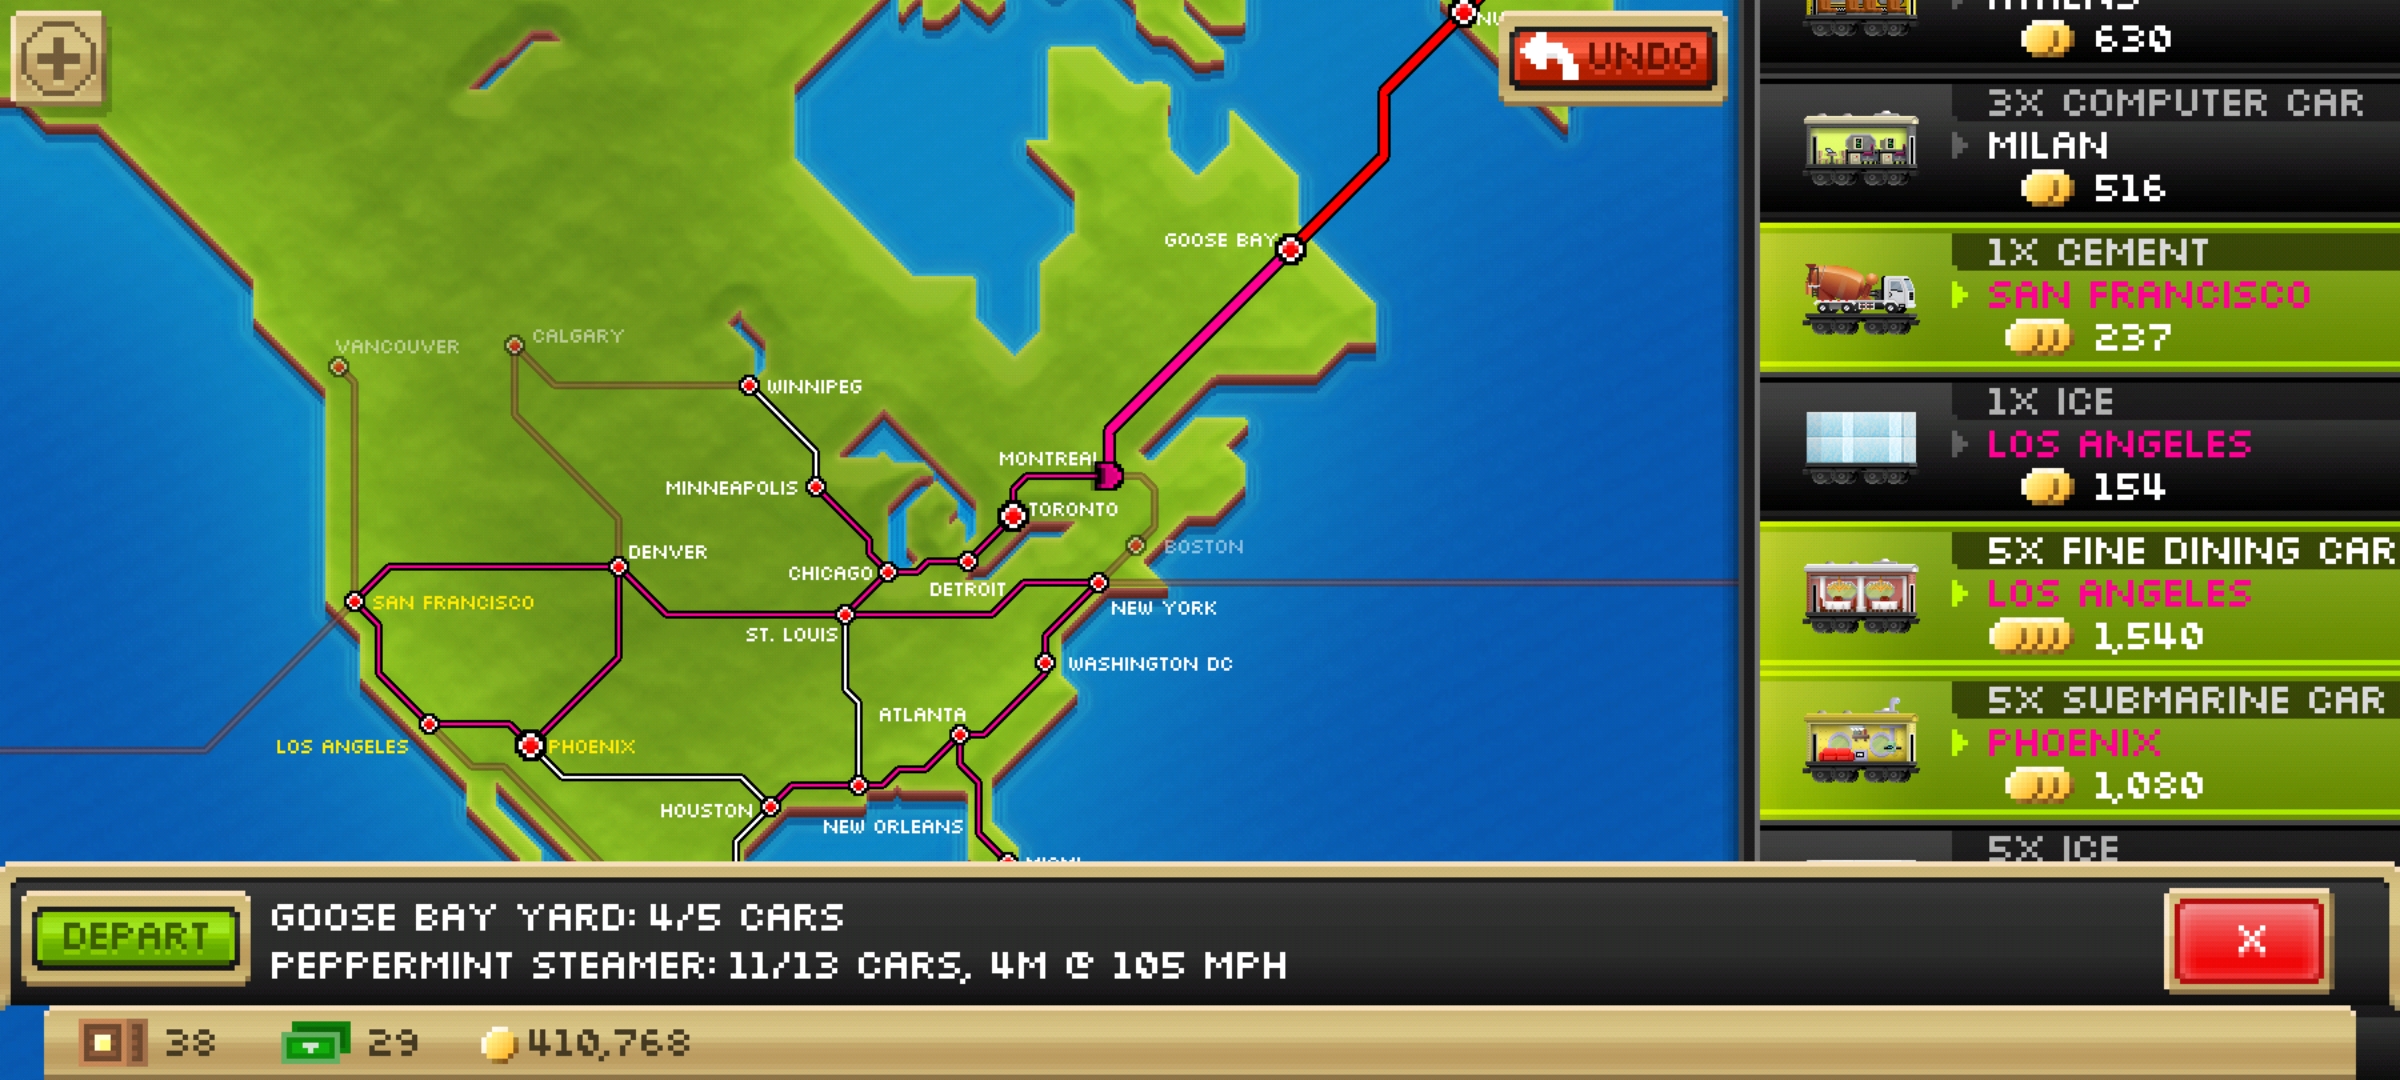 UNDO
630
3X COMPUTER CAR
MILAN
516
1X CEMENT
SAN FRANCISCO
237
1X ICE
LOS ANGELES
154
5X FINE DINING CAR
LOS ANGELES
1,540
5X SUBMARINE CAR
PHOENIX
1,080
5X ICE
GOOSE BAY
VANCOUVER
CALGARY
WINNIPEG
MONTREAL
MINNEAPOLIS
TORONTO
BOSTON
DENVER
CHICAGO
DETROIT
SAN FRANCISCO
NEW YORK
ST. LOUIS
WASHINGTON DC
ATLANTA
LOS ANGELES
PHOENIX
HOUSTON
NEW ORLEANS
DEPART
GOOSE BAY YARD: 4/5 CARS
PEPPERMINT STEAMER: 11/13 CARS, 4M @ 105 MPH
X
38
29
410,768